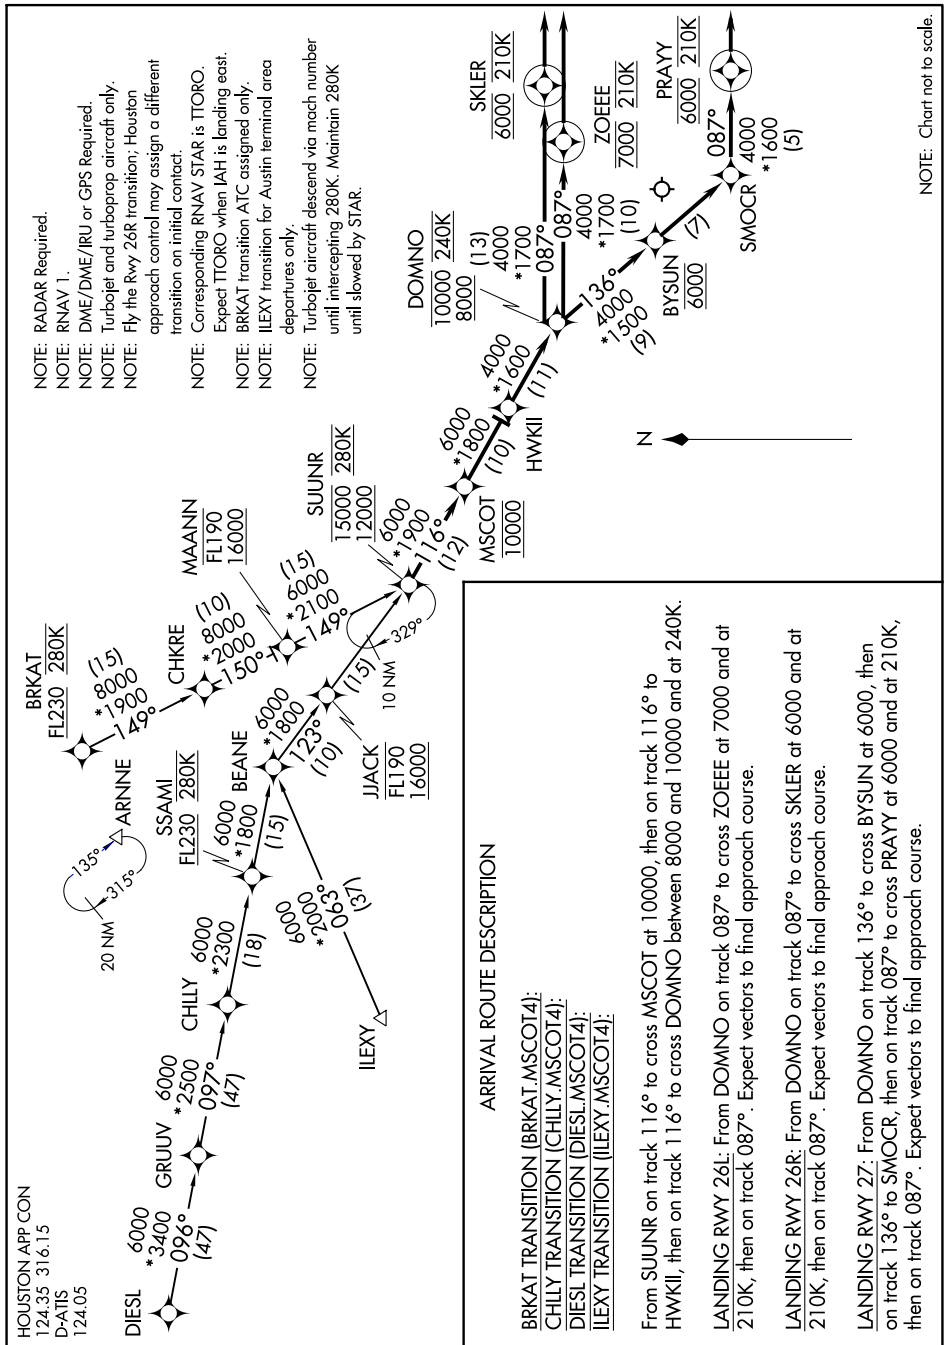 HOUSTON APP CON
124.35 316.15
D-ATIS
124.05
NOTE: RADAR Required.
NOTE: RNAV 1.
NOTE: DME/DME/IRU or GPS Required.
NOTE: Turbojet and turboprop aircraft only.
NOTE: Fly the Rwy 26R transition; Houston
approach control may assign a different
transition on initial contact.
NOTE: Corresponding RNAV STAR is TTORO.
Expect TTORO when IAH is landing east.
NOTE: BRKAT transition ATC assigned only.
NOTE: ILEXY transition for Austin terminal area
departures only.
NOTE: Turbojet aircraft descend via mach number
until intercepting 280K. Maintain 280K
until slowed by STAR.
DIESL
6000
*3400
096°
(47)
GRUUV
6000
*2500
097°
(47)
CHLLY
6000
*2300
(18)
SSAMI
FL230 280K
6000
*1800
(15)
BEANE
6000
*1800
123°
(10)
JJACK
FL190
16000
(15)
ILEXY
6000
*2000
063°
(37)
20 NM
135°
315°
ARNNE
BRKAT
FL230 280K
(15)
8000
*1900
149°
CHKRE
(10)
8000
*2000
150°
MAANN
FL190
16000
(15)
6000
*2100
149°
10 NM
329°
SUUNR
15000 280K
12000
6000
*1900
116°
(12)
MSCOT
10000
6000
*1800
(10)
HWKII
4000
*1600
(11)
DOMNO
10000 240K
8000
(13)
4000
*1700
087°
SKLER
6000 210K
087°
4000
*1700
(10)
ZOEEE
7000 210K
136°
4000
*1500
(9)
BYSUN
6000
(7)
SMOCR
087°
4000
*1600
(5)
PRAYY
6000 210K
N
NOTE: Chart not to scale.
ARRIVAL ROUTE DESCRIPTION
BRKAT TRANSITION (BRKAT.MSCOT4):
CHLLY TRANSITION (CHLLY.MSCOT4):
DIESL TRANSITION (DIESL.MSCOT4):
ILEXY TRANSITION (ILEXY.MSCOT4):
From SUUNR on track 116° to cross MSCOT at 10000, then on track 116° to
HWKII, then on track 116° to cross DOMNO between 8000 and 10000 and at 240K.
LANDING RWY 26L: From DOMNO on track 087° to cross ZOEEE at 7000 and at
210K, then on track 087°. Expect vectors to final approach course.
LANDING RWY 26R: From DOMNO on track 087° to cross SKLER at 6000 and at
210K, then on track 087°. Expect vectors to final approach course.
LANDING RWY 27: From DOMNO on track 136° to cross BYSUN at 6000, then
on track 136° to SMOCR, then on track 087° to cross PRAYY at 6000 and at 210K,
then on track 087°. Expect vectors to final approach course.